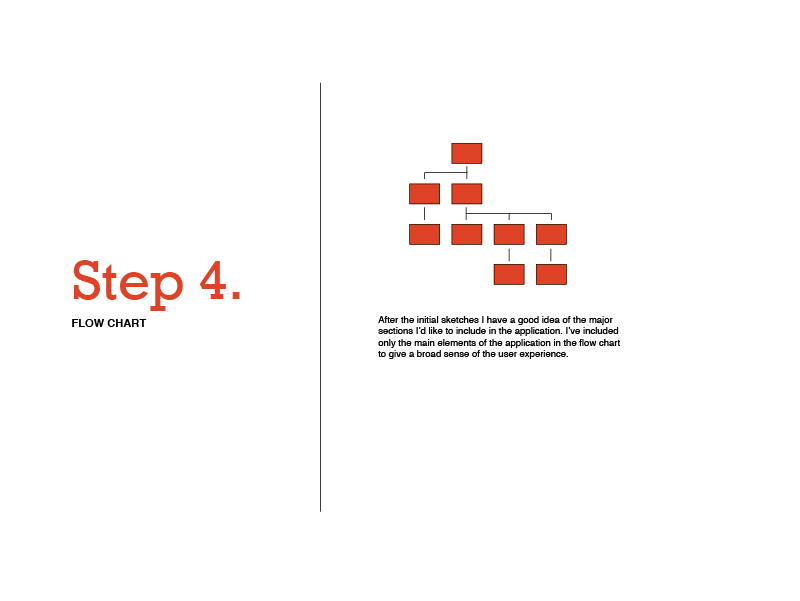 Step 4.
FLOW CHART
After the initial sketches I have a good idea of the major
sections I'd like to include in the application. I've included
only the main elements of the application in the flow chart
to give a broad sense of the user experience.